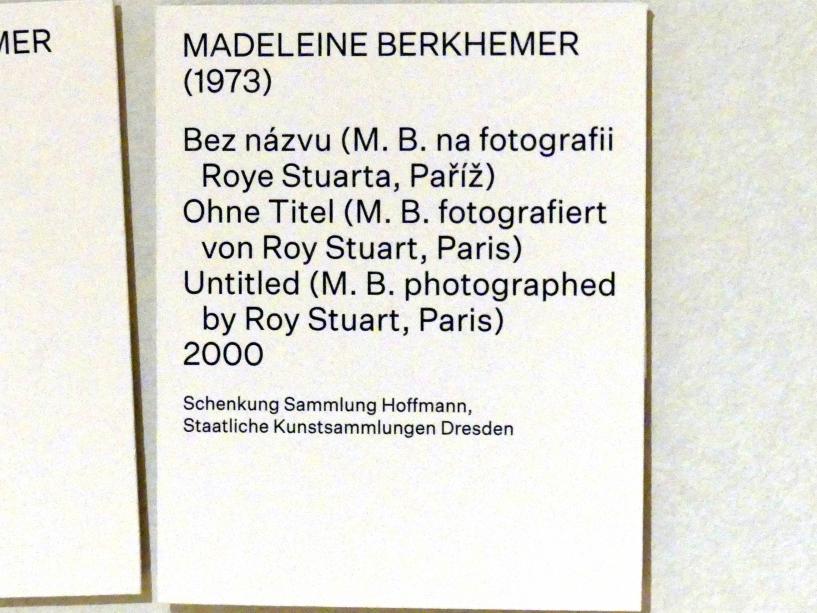 MER
MADELEINE BERKHEMER
(1973)
Bez názvu (M. B. na fotografii
Roye Stuarta, Paříž)
Ohne Titel (M. B. fotografiert
von Roy Stuart, Paris)
Untitled (M. B. photographed
by Roy Stuart, Paris)
2000
Schenkung Sammlung Hoffmann,
Staatliche Kunstsammlungen Dresden